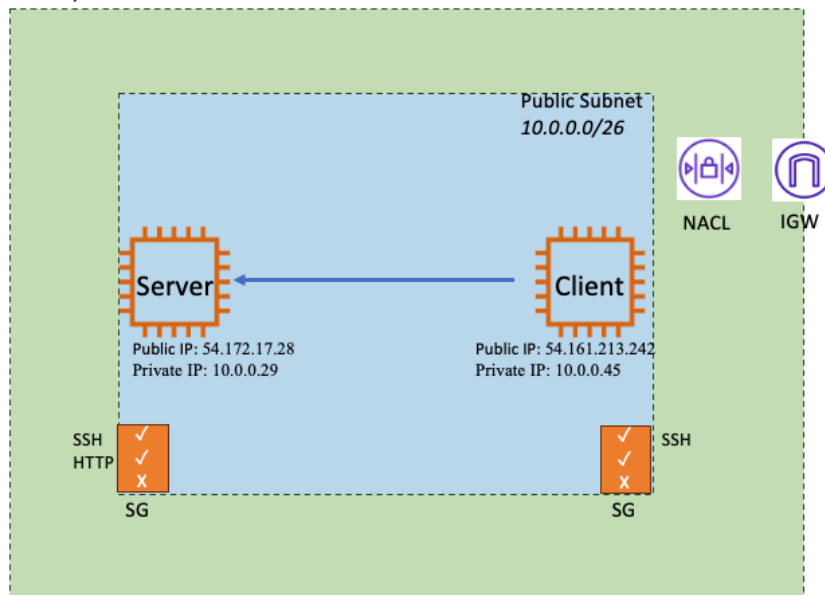 Public Subnet
10.0.0.0/26
NACL
IGW
Server
Client
Public IP: 54.172.17.28
Private IP: 10.0.0.29
Public IP: 54.161.213.242
Private IP: 10.0.0.45
SSH
HTTP
✓
✓
X
SG
✓
✓
X
SSH
SG